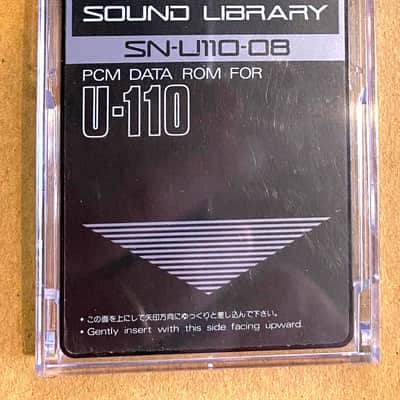 SOUND LIBRARY
SN-U110-08
PCM DATA ROM FOR
U-110
・この面を上にして矢印方向にゆっくりと差し込んで下さい。
・Gently insert with this side facing upward.